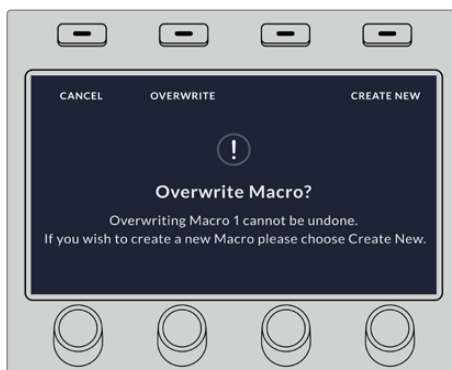 CANCEL OVERWRITE CREATE NEW
!
Overwrite Macro?
Overwriting Macro 1 cannot be undone.
If you wish to create a new Macro please choose Create New.